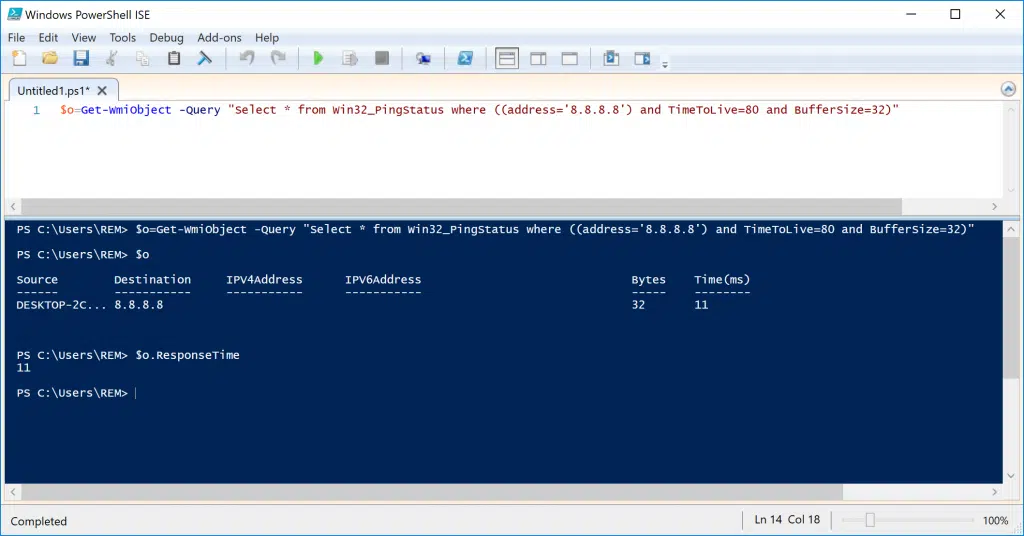 Windows PowerShell ISE
File Edit View Tools Debug Add-ons Help
Untitled1.ps1*
1 $o=Get-WmiObject -Query "Select * from Win32_PingStatus where ((address='8.8.8.8') and TimeToLive=80 and BufferSize=32)"
PS C:\Users\REM> $o=Get-WmiObject -Query "Select * from Win32_PingStatus where ((address='8.8.8.8') and TimeToLive=80 and BufferSize=32)"
PS C:\Users\REM> $o
Source Destination IPV4Address IPV6Address Bytes Time(ms)
------ ----------- ----------- ----------- ----- --------
DESKTOP-2C... 8.8.8.8 32 11
PS C:\Users\REM> $o.ResponseTime
11
PS C:\Users\REM>
Completed Ln 14 Col 18 100%